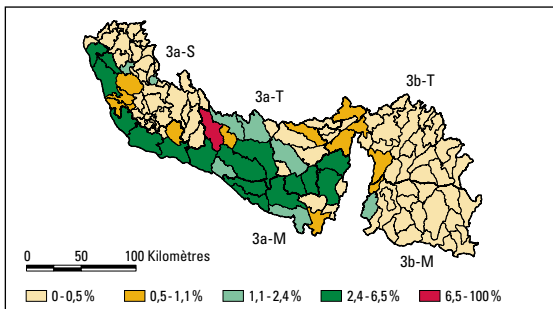 3a-S
3a-T
3b-T
3a-M
3b-M
0 50 100 Kilomètres
0-0,5% 0,5-1,1% 1,1-2,4% 2,4-6,5% 6,5-100%